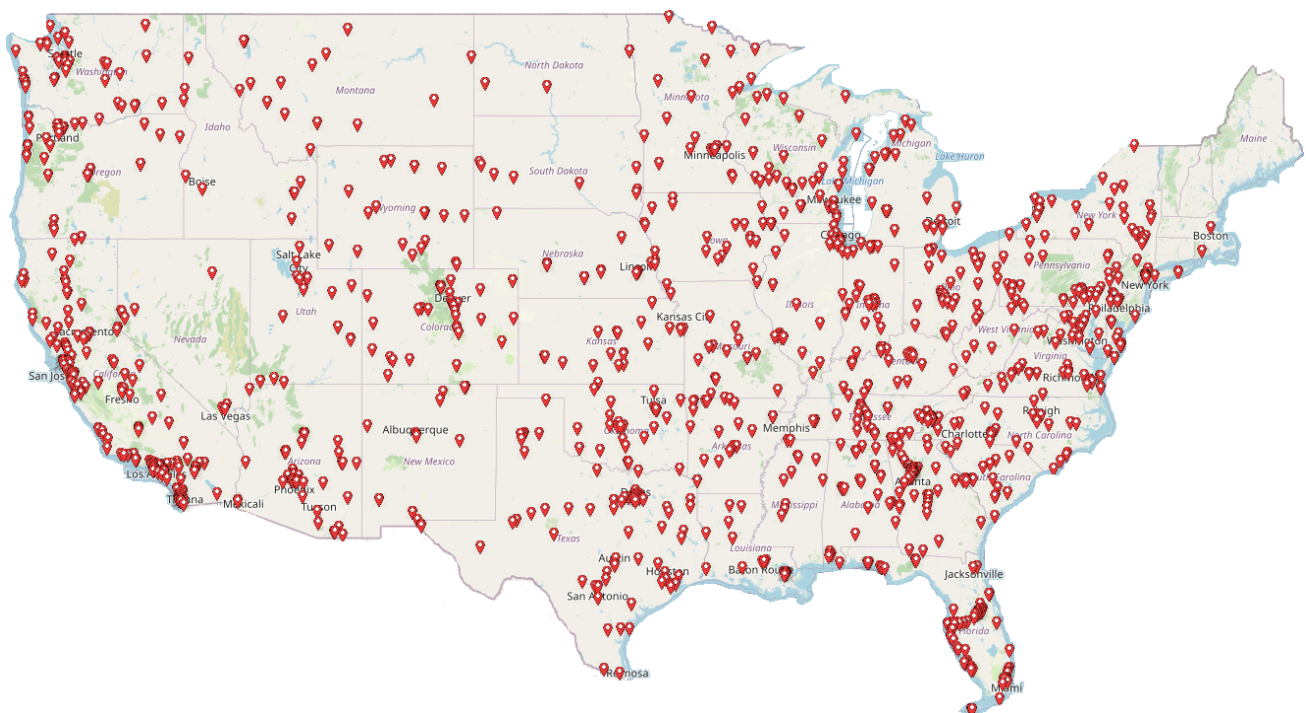 Seattle
Washington
North Dakota
Montana
Minnesota
Maine
Portland
Idaho
Minneapolis
Wisconsin
Michigan
Lake Huron
Oregon
Boise
South Dakota
Lake Michigan
Wyoming
Milwaukee
Detroit
New York
Boston
Salt Lake
City
Nebraska
Lincoln
Iowa
Chicago
Pennsylvania
New York
Denver
Utah
Illinois
Indiana
Ohio
Philadelphia
Sacramento
Nevada
Colorado
Kansas City
Kansas
Missouri
West Virginia
Washington
San Jose
California
Kentucky
Virginia
Richmond
Fresno
Las Vegas
Tulsa
Raleigh
Albuquerque
Oklahoma
Memphis
Tennessee
Charlotte
North Carolina
Los Angeles
Arizona
New Mexico
Arkansas
Phoenix
Dallas
Atlanta
South Carolina
Tijuana
Mexicali
Tucson
Mississippi
Alabama
Texas
Louisiana
Austin
Houston
Baton Rouge
Jacksonville
San Antonio
Florida
Reynosa
Miami